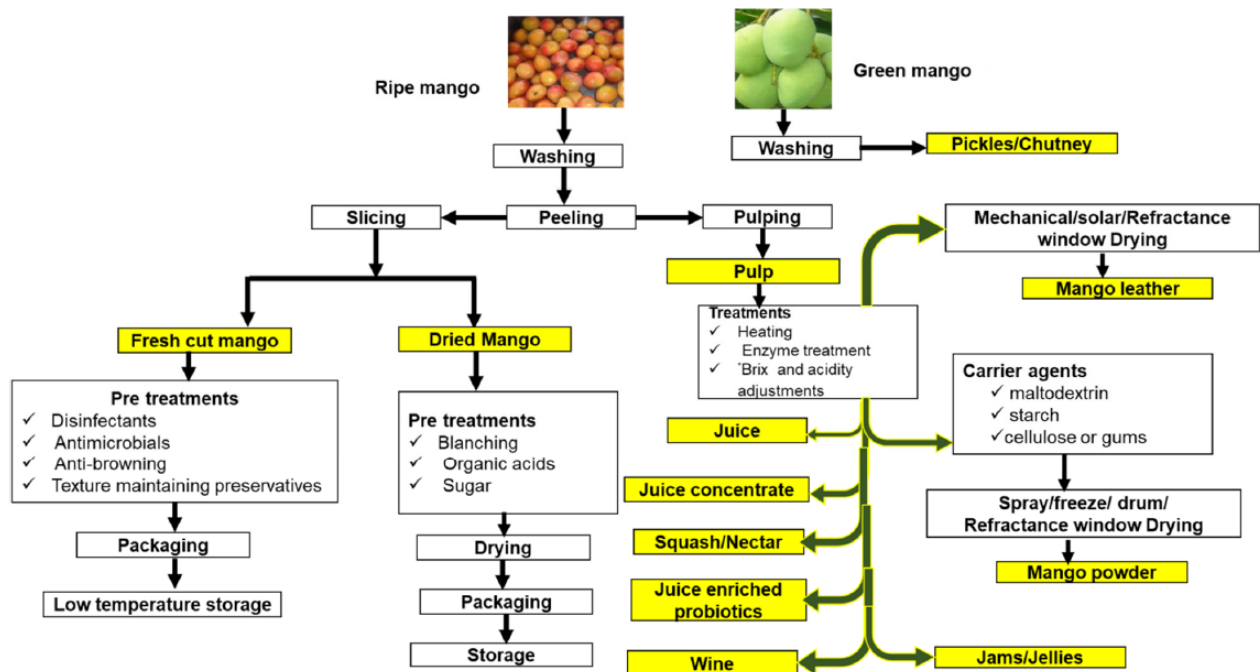 Ripe mango
Green mango
Washing
Washing
Pickles/Chutney
Slicing
Peeling
Pulping
Mechanical/solar/Refractance
window Drying
Pulp
Mango leather
Treatments
✓ Heating
✓ Enzyme treatment
✓ °Brix and acidity
adjustments
Fresh cut mango
Dried Mango
Pre treatments
✓ Disinfectants
✓ Antimicrobials
✓ Anti-browning
✓ Texture maintaining preservatives
Pre treatments
✓ Blanching
✓ Organic acids
✓ Sugar
Carrier agents
✓ maltodextrin
✓ starch
✓ cellulose or gums
Juice
Juice concentrate
Spray/freeze/ drum/
Refractance window Drying
Packaging
Drying
Squash/Nectar
Mango powder
Low temperature storage
Packaging
Juice enriched
probiotics
Storage
Wine
Jams/Jellies